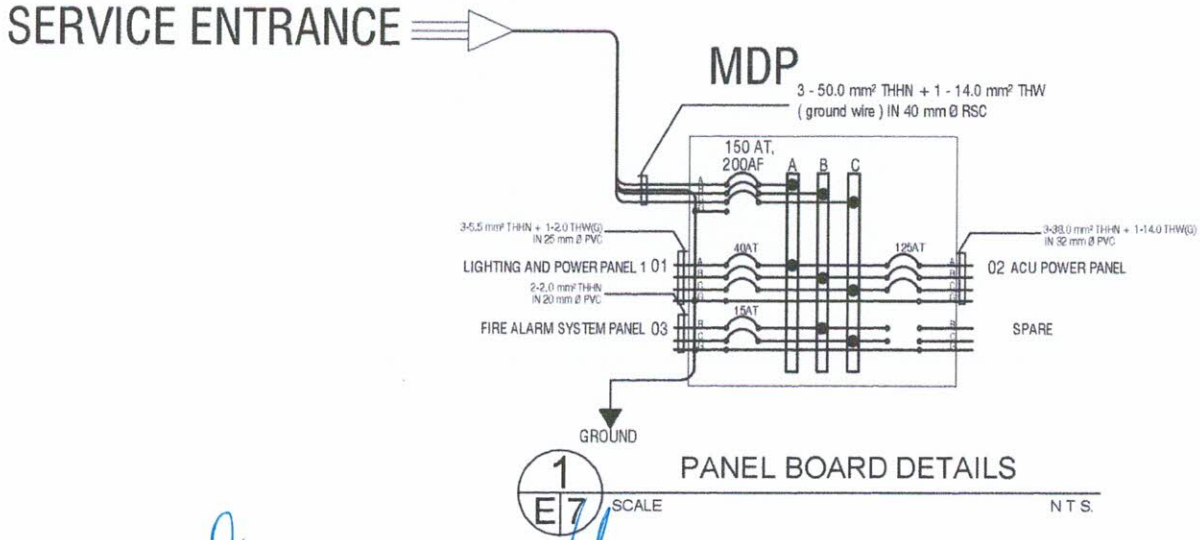 SERVICE ENTRANCE
MDP
3 - 50.0 mm² THHN + 1 - 14.0 mm² THW
( ground wire ) IN 40 mm Ø RSC
150 AT,
200AF
A B C
A
B
C
G
3-5.5 mm² THHN + 1-2.0 THW(G)
IN 25 mm Ø PVC
3-38.0 mm² THHN + 1-14.0 THW(G)
IN 32 mm Ø PVC
40AT
125AT
LIGHTING AND POWER PANEL 1 01
A
B
C
G
A
B
C
G
02 ACU POWER PANEL
2-2.0 mm² THHN
IN 20 mm Ø PVC
15AT
FIRE ALARM SYSTEM PANEL 03
B
C
G
B
C
G
SPARE
GROUND
1
E 7
PANEL BOARD DETAILS
SCALE
N T S.